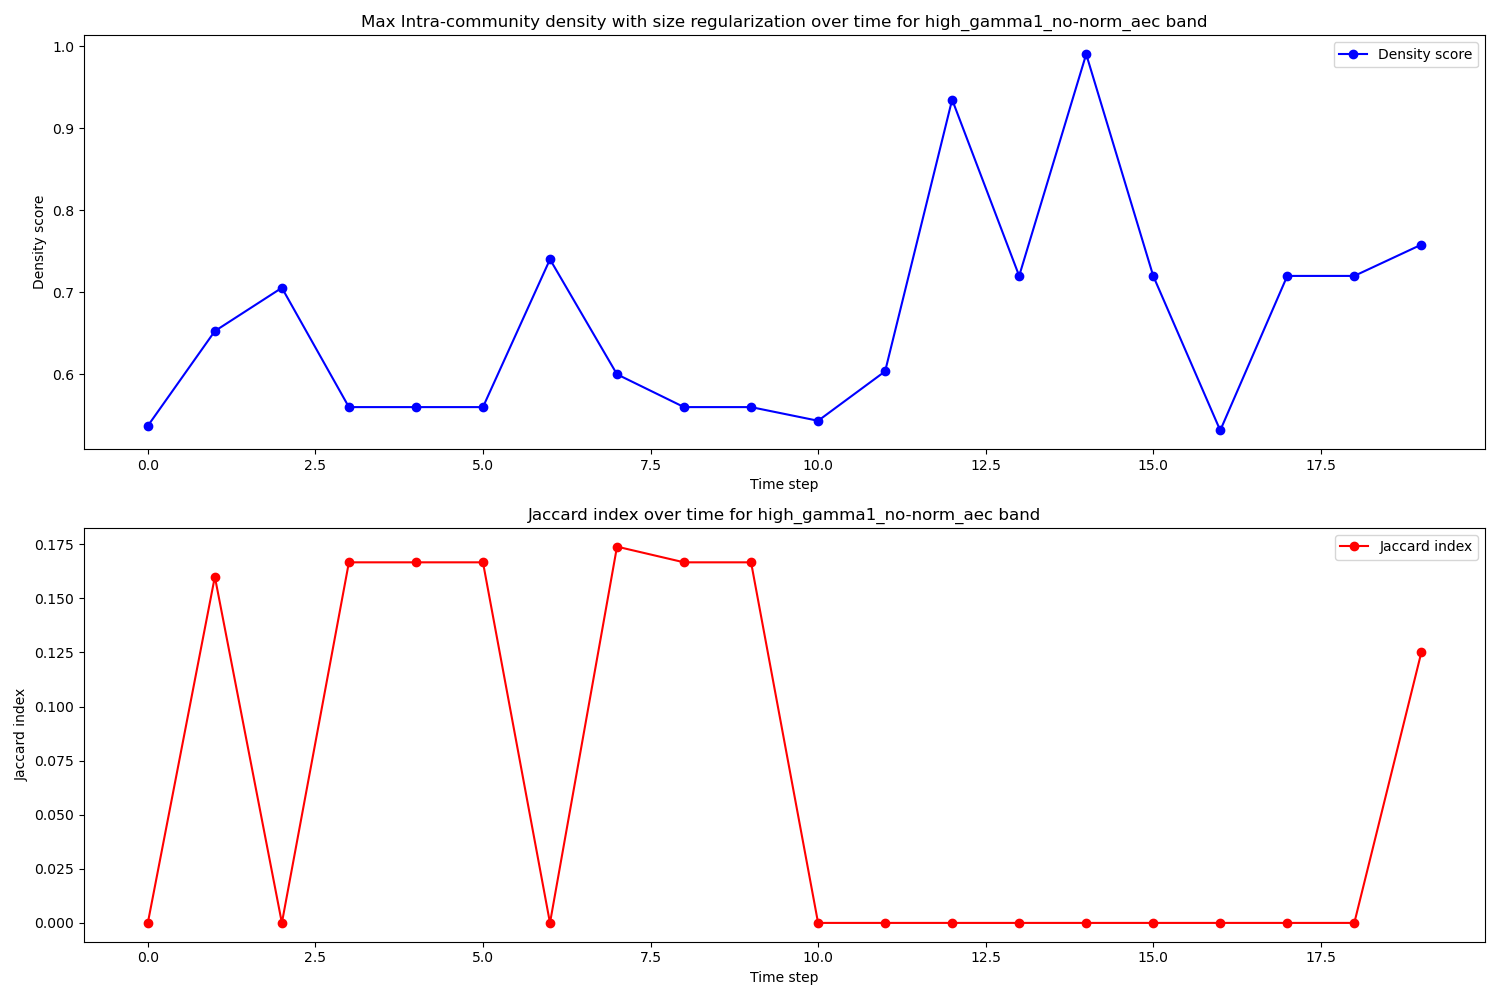 Max Intra-community density with size regularization over time for high_gamma1_no-norm_aec band
1.0
0.9
0.8
0.7
0.6
Density score
Density score
0.0 2.5 5.0 7.5 10.0 12.5 15.0 17.5
Time step
Jaccard index over time for high_gamma1_no-norm_aec band
0.175
0.150
0.125
0.100
0.075
0.050
0.025
0.000
Jaccard index
Jaccard index
0.0 2.5 5.0 7.5 10.0 12.5 15.0 17.5
Time step